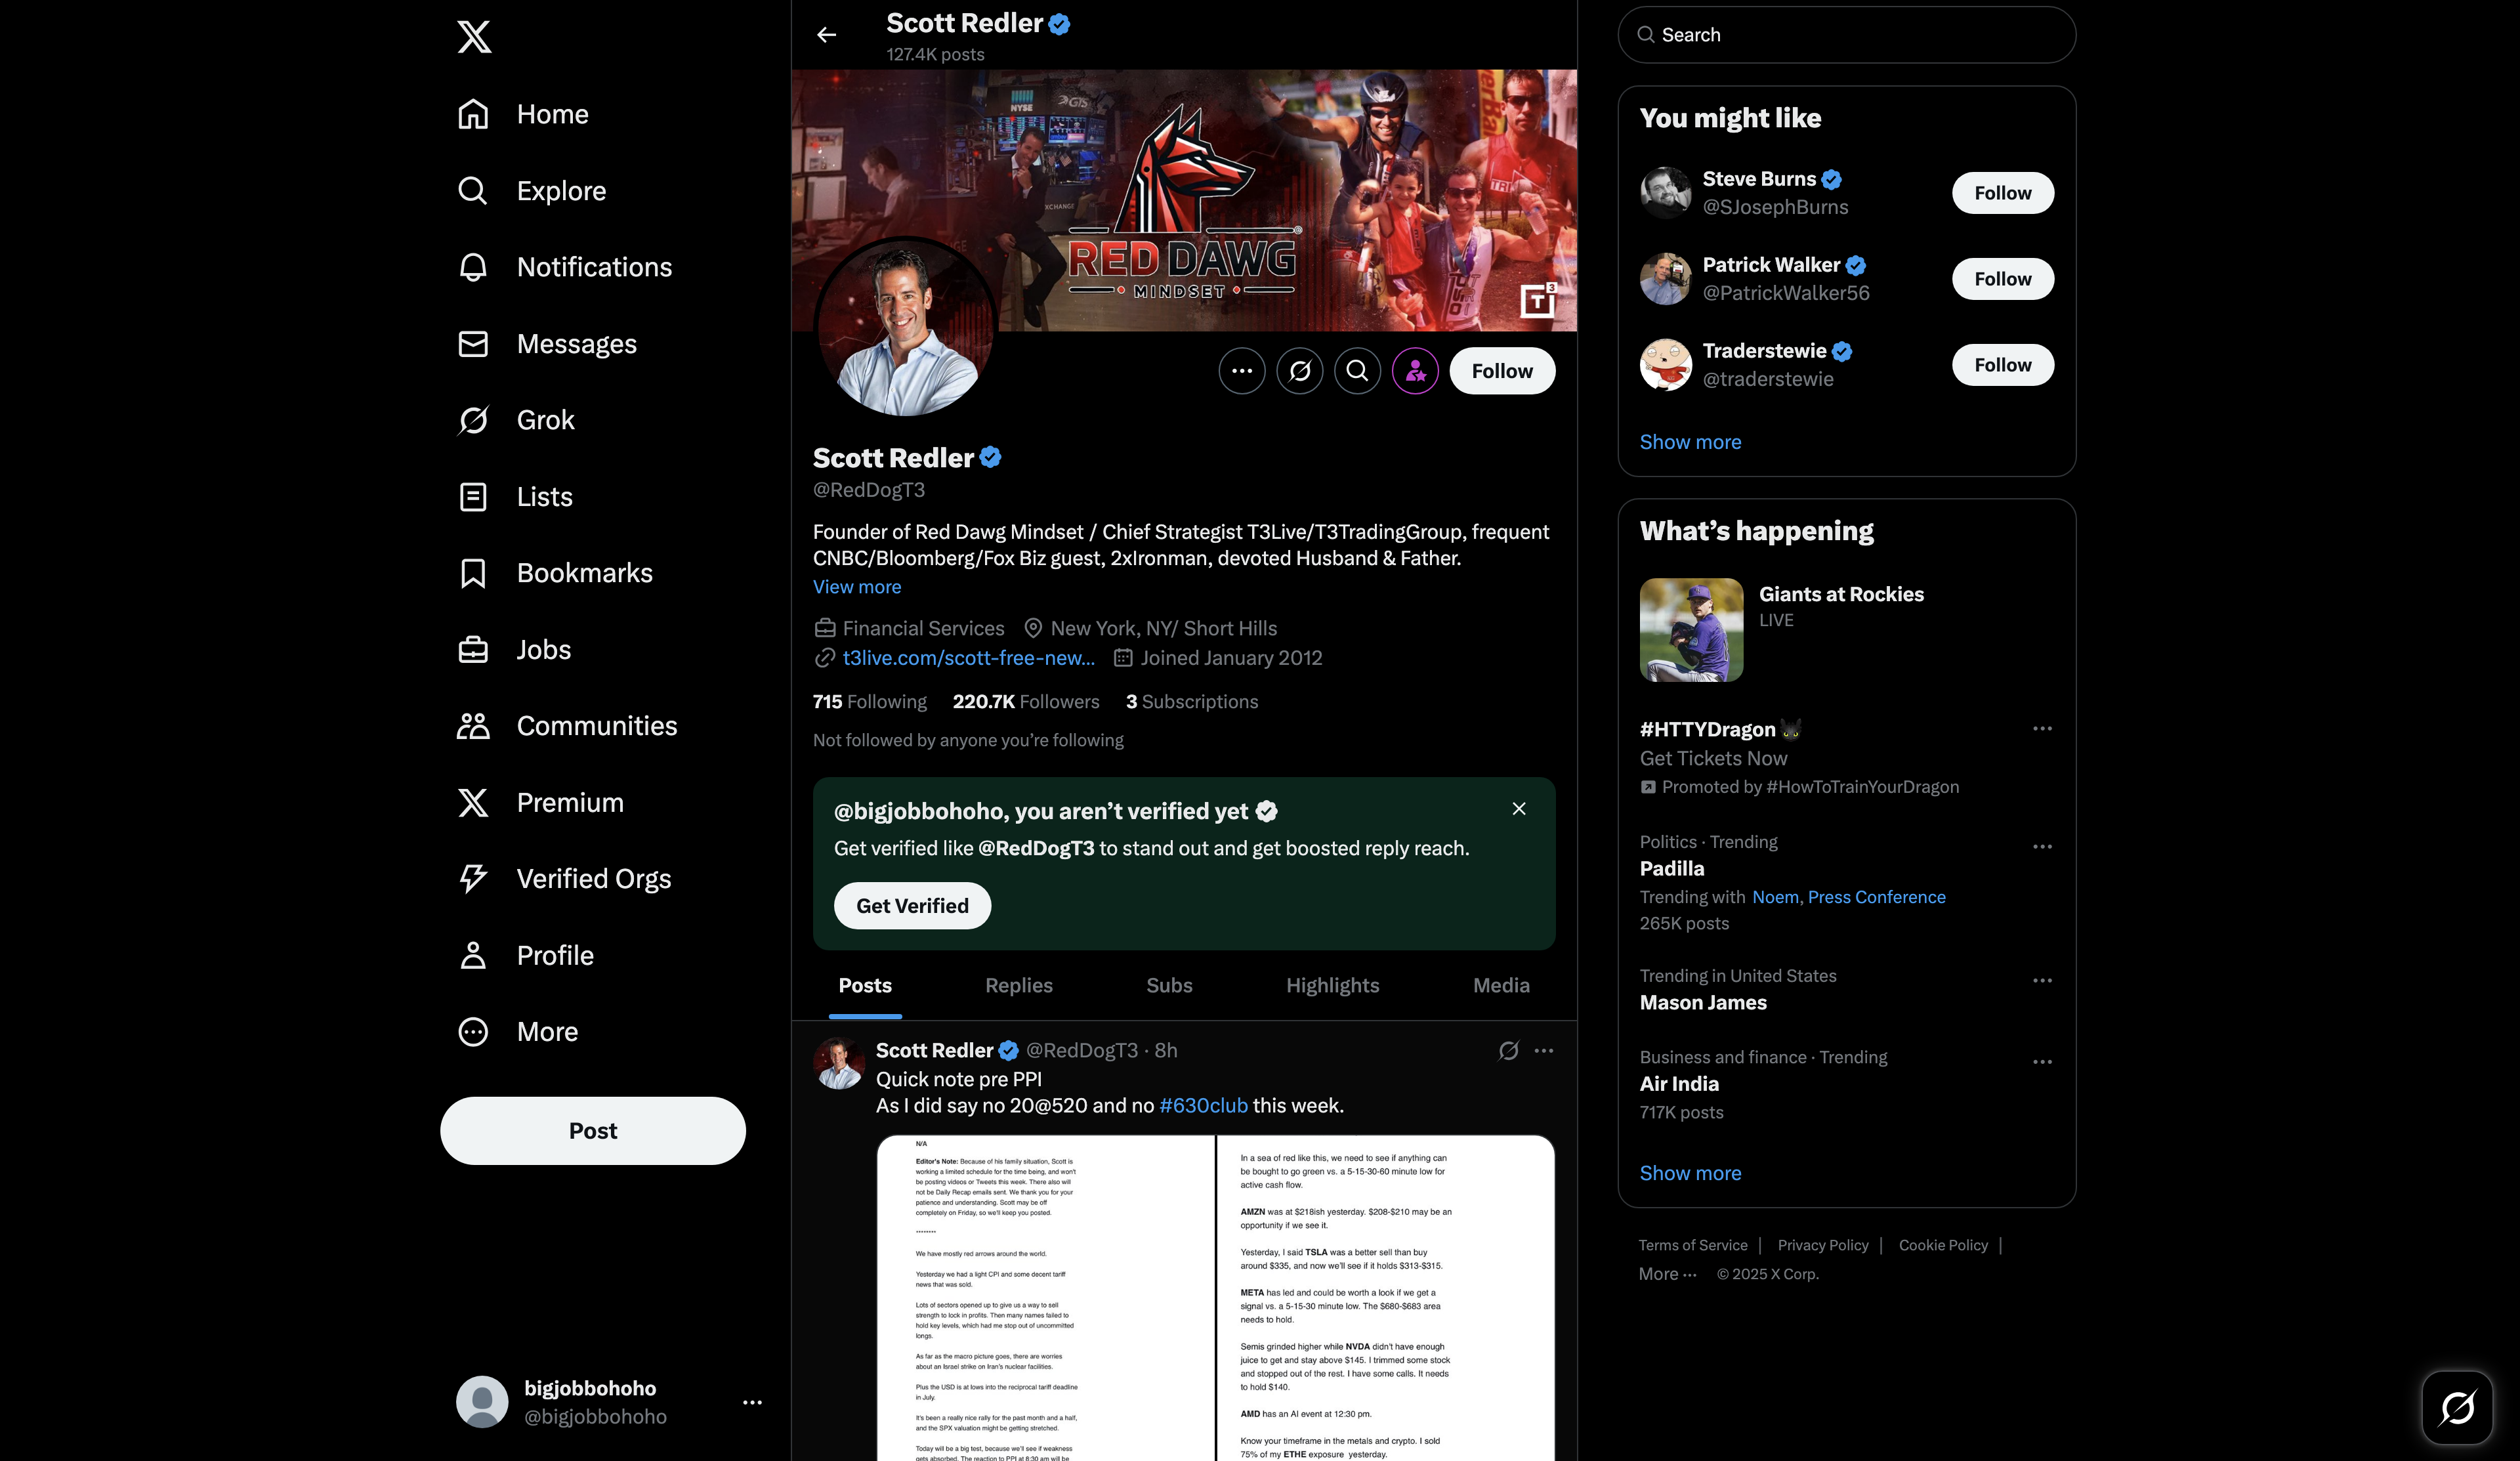 Home
Explore
Notifications
Messages
Grok
Lists
Bookmarks
Jobs
Communities
Premium
Verified Orgs
Profile
More
Post
bigjobbohoho
@bigjobbohoho
Scott Redler
127.4K posts
NYSE
GTS
XCHANGE
RED DAWG
MINDSET
T3
Follow
Scott Redler
@RedDogT3
Founder of Red Dawg Mindset / Chief Strategist T3Live/T3TradingGroup, frequent
CNBC/Bloomberg/Fox Biz guest, 2xIronman, devoted Husband & Father.
View more
Financial Services New York, NY/ Short Hills
t3live.com/scott-free-new... Joined January 2012
715 Following 220.7K Followers 3 Subscriptions
Not followed by anyone you’re following
@bigjobbohoho, you aren’t verified yet
Get verified like @RedDogT3 to stand out and get boosted reply reach.
Get Verified
Posts Replies Subs Highlights Media
Scott Redler @RedDogT3 · 8h
Quick note pre PPI
As I did say no 20@520 and no #630club this week.
N/A
Editor's Note: Because of his family situation, Scott is
working a limited schedule for the time being, and won't
be posting videos or Tweets this week. There also will
not be Daily Recap emails sent. We thank you for your
patience and understanding. Scott may be off
completely on Friday, so we'll keep you posted.
********
We have mostly red arrows around the world.
Yesterday we had a light CPI and some decent tariff
news that was sold.
Lots of sectors opened up to give us a way to sell
strength to lock in profits. Then many names failed to
hold key levels, which had me stop out of uncommitted
longs.
As far as the macro picture goes, there are worries
about an Israel strike on Iran's nuclear facilities.
Plus the USD is at lows into the reciprocal tariff deadline
in July.
It's been a really nice rally for the past month and a half,
and the SPX valuation might be getting stretched.
Today will be a big test, because we'll see if weakness
gets absorbed. The reaction to PPI at 8:30 am will be
In a sea of red like this, we need to see if anything can
be bought to go green vs. a 5-15-30-60 minute low for
active cash flow.
AMZN was at $218ish yesterday. $208-$210 may be an
opportunity if we see it.
Yesterday, I said TSLA was a better sell than buy
around $335, and now we'll see if it holds $313-$315.
META has led and could be worth a look if we get a
signal vs. a 5-15-30 minute low. The $680-$683 area
needs to hold.
Semis grinded higher while NVDA didn't have enough
juice to get and stay above $145. I trimmed some stock
and stopped out of the rest. I have some calls. It needs
to hold $140.
AMD has an AI event at 12:30 pm.
Know your timeframe in the metals and crypto. I sold
75% of my ETHE exposure yesterday.
Search
You might like
Steve Burns
@SJosephBurns
Follow
Patrick Walker
@PatrickWalker56
Follow
Traderstewie
@traderstewie
Follow
Show more
What’s happening
Giants at Rockies
LIVE
#HTTYDragon
Get Tickets Now
Promoted by #HowToTrainYourDragon
Politics · Trending
Padilla
Trending with Noem, Press Conference
265K posts
Trending in United States
Mason James
Business and finance · Trending
Air India
717K posts
Show more
Terms of Service | Privacy Policy | Cookie Policy |
More ··· © 2025 X Corp.